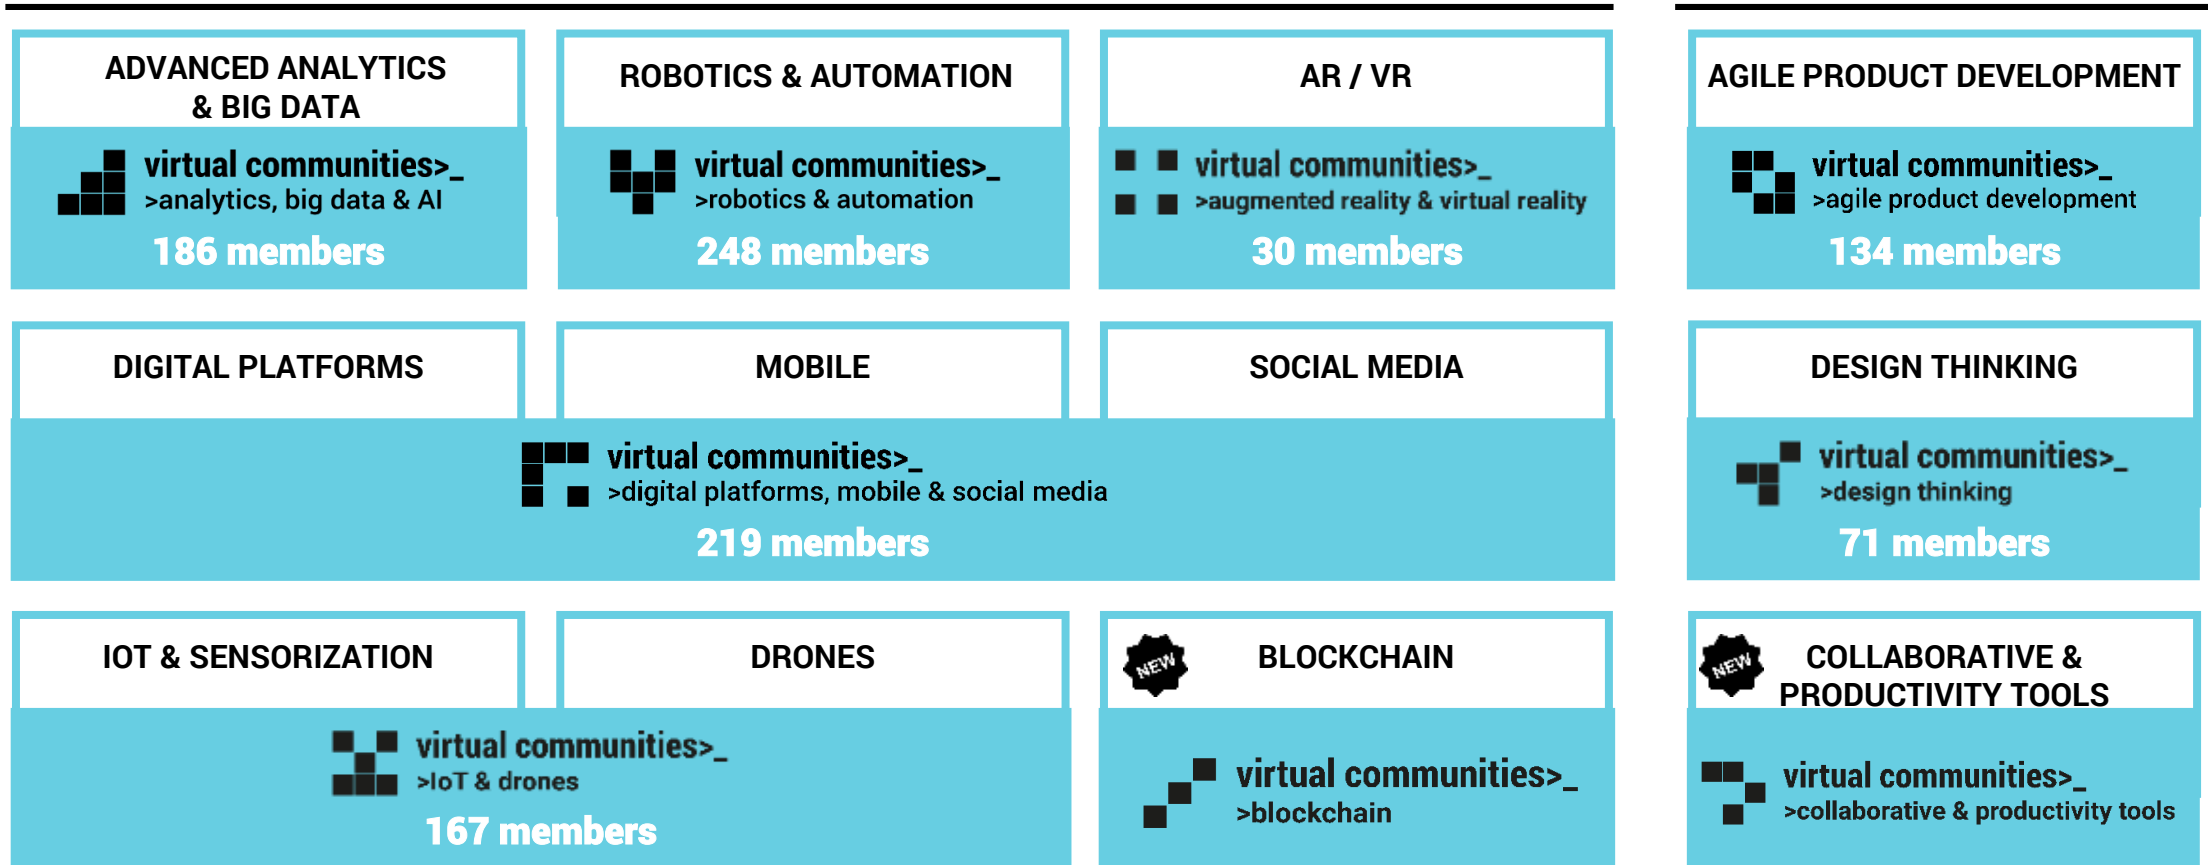 ADVANCED ANALYTICS
& BIG DATA
virtual communities>_
>analytics, big data & AI
186 members
ROBOTICS & AUTOMATION
virtual communities>_
>robotics & automation
248 members
AR / VR
virtual communities>_
>augmented reality & virtual reality
30 members
AGILE PRODUCT DEVELOPMENT
virtual communities>_
>agile product development
134 members
DIGITAL PLATFORMS
MOBILE
SOCIAL MEDIA
virtual communities>_
>digital platforms, mobile & social media
219 members
DESIGN THINKING
virtual communities>_
>design thinking
71 members
IOT & SENSORIZATION
DRONES
virtual communities>_
>IoT & drones
167 members
NEW
BLOCKCHAIN
virtual communities>_
>blockchain
NEW
COLLABORATIVE &
PRODUCTIVITY TOOLS
virtual communities>_
>collaborative & productivity tools